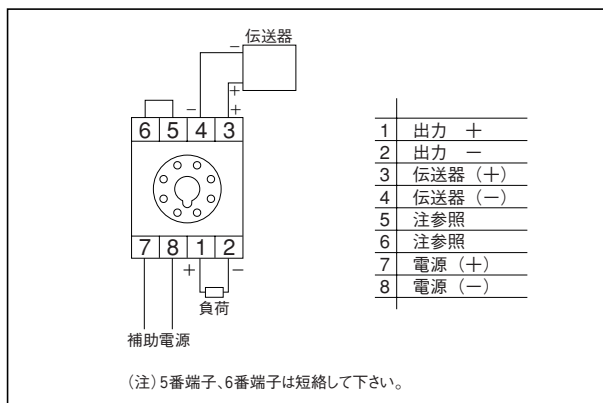 伝送器
－
＋
－ ＋
6 5 4 3
7 8 1 2
＋ －
負荷
補助電源
1 出力 ＋
2 出力 －
3 伝送器（＋）
4 伝送器（－）
5 注参照
6 注参照
7 電源（＋）
8 電源（－）
（注）5番端子、6番端子は短絡して下さい。